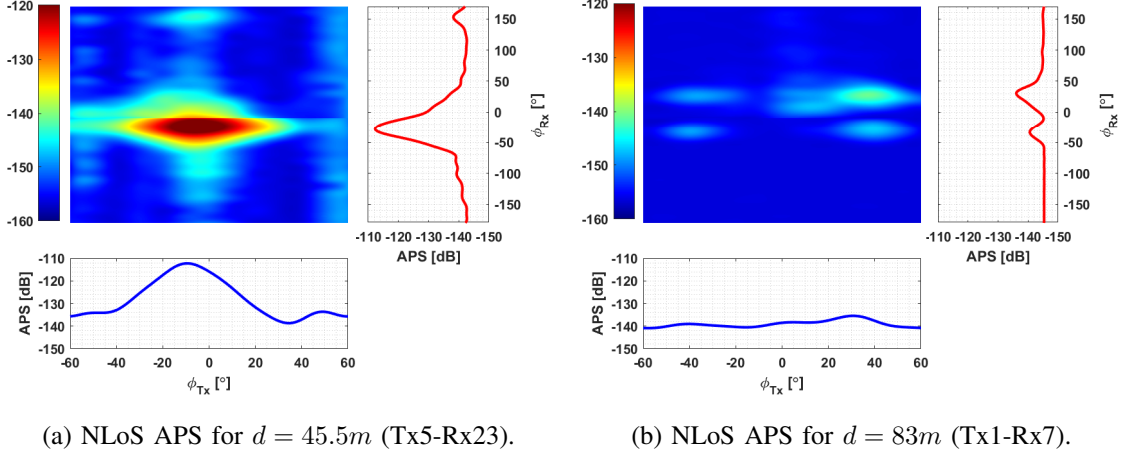 -120
-130
-140
-150
-160
150
100
50
0
-50
-100
-150
ϕRx [°]
-110 -120 -130 -140 -150
APS [dB]
-110
-120
-130
-140
-150
APS [dB]
-60 -40 -20 0 20 40 60
ϕTx [°]
(a) NLoS APS for d = 45.5m (Tx5-Rx23).
-120
-130
-140
-150
-160
150
100
50
0
-50
-100
-150
ϕRx [°]
-110 -120 -130 -140 -150
APS [dB]
-110
-120
-130
-140
-150
APS [dB]
-60 -40 -20 0 20 40 60
ϕTx [°]
(b) NLoS APS for d = 83m (Tx1-Rx7).